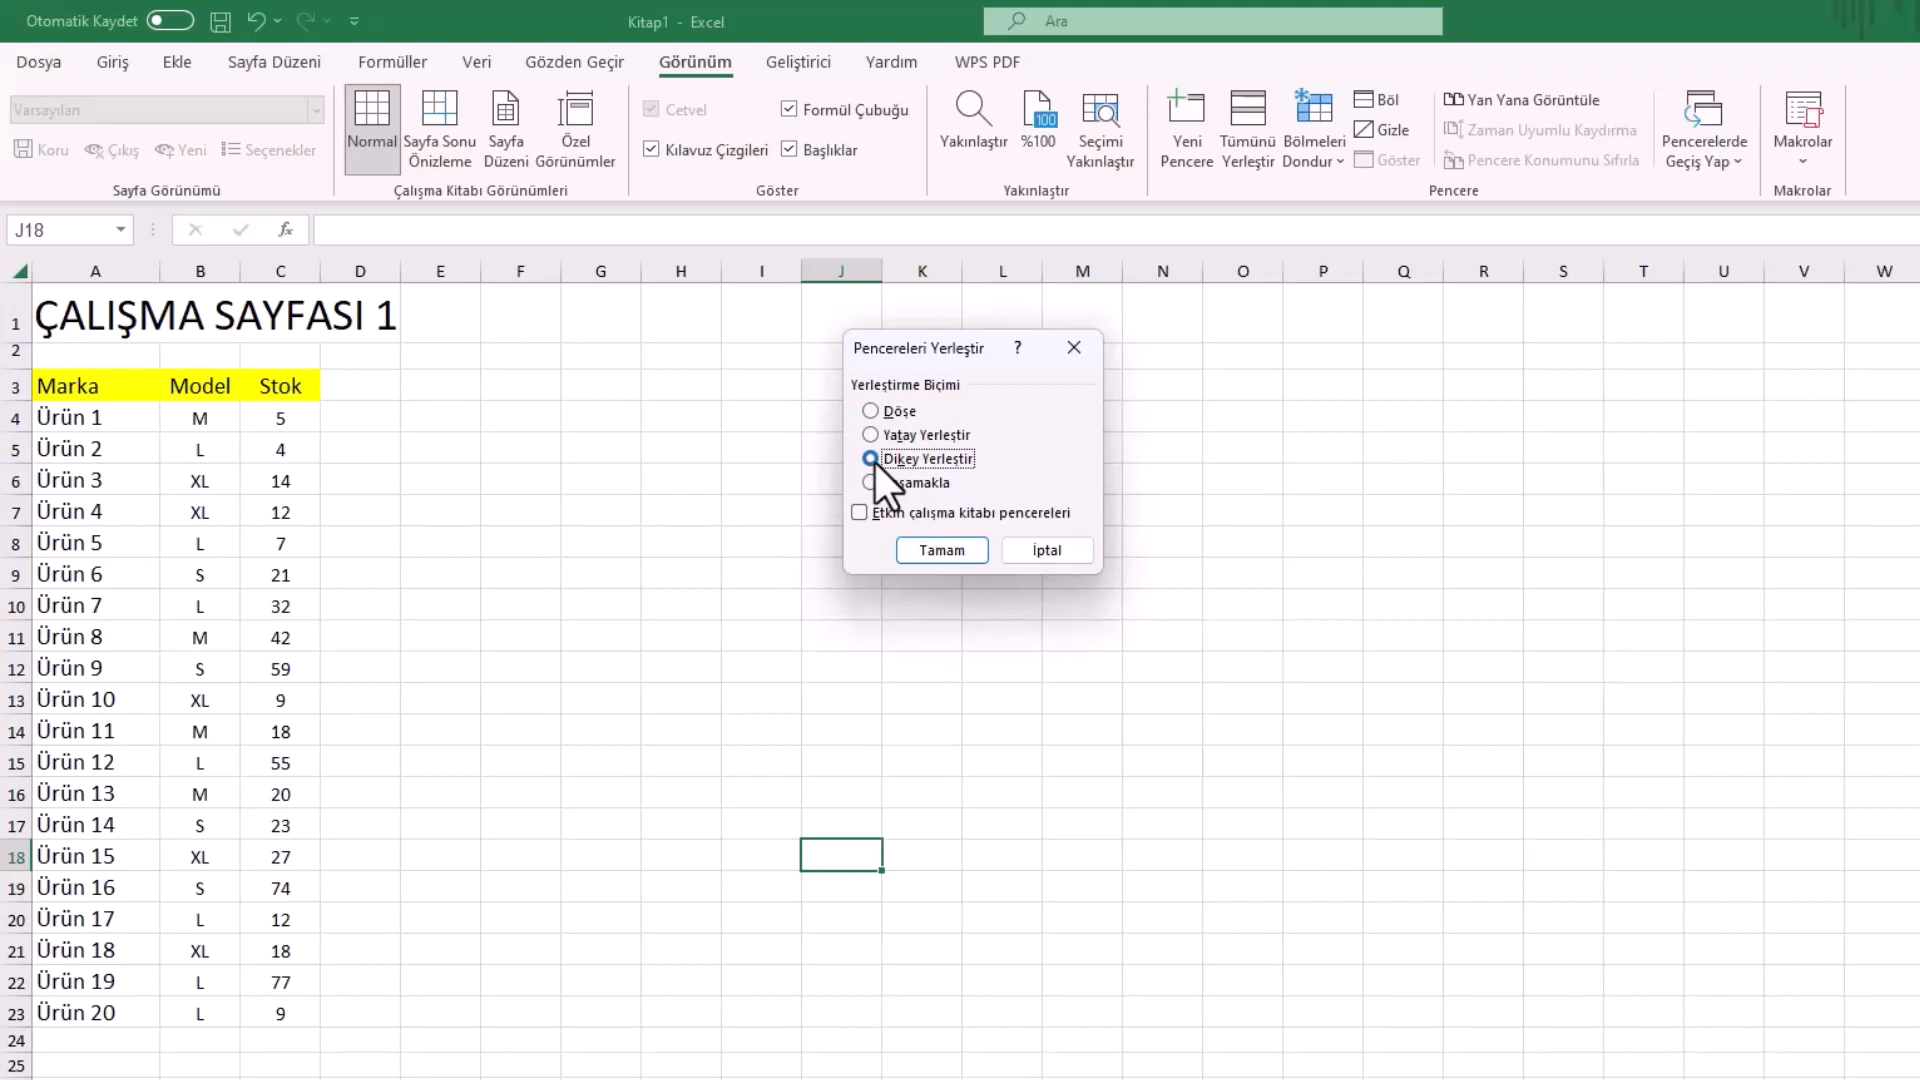 Otomatik Kaydet
Kitap1 - Excel
Ara
Dosya Giriş Ekle Sayfa Düzeni Formüller Veri Gözden Geçir Görünüm Geliştirici Yardım WPS PDF
Varsayılan
Koru Çıkış Yeni Seçenekler
Sayfa Görünümü
Normal
Sayfa Sonu Önizleme
Sayfa Düzeni
Özel Görünümler
Çalışma Kitabı Görünümleri
Cetvel
Formül Çubuğu
Kılavuz Çizgileri
Başlıklar
Göster
Yakınlaştır
100
%100
Seçimi Yakınlaştır
Yakınlaştır
Yeni Pencere
Tümünü Yerleştir
Bölmeleri Dondur
Böl
Gizle
Göster
Yan Yana Görüntüle
Zaman Uyumlu Kaydırma
Pencere Konumunu Sıfırla
Pencerelerde Geçiş Yap
Pencere
Makrolar
Makrolar
J18
fx
A B C D E F G H I J K L M N O P Q R S T U V W
1 ÇALIŞMA SAYFASI 1
2
3 Marka Model Stok
4 Ürün 1 M 5
5 Ürün 2 L 4
6 Ürün 3 XL 14
7 Ürün 4 XL 12
8 Ürün 5 L 7
9 Ürün 6 S 21
10 Ürün 7 L 32
11 Ürün 8 M 42
12 Ürün 9 S 59
13 Ürün 10 XL 9
14 Ürün 11 M 18
15 Ürün 12 L 55
16 Ürün 13 M 20
17 Ürün 14 S 23
18 Ürün 15 XL 27
19 Ürün 16 S 74
20 Ürün 17 L 12
21 Ürün 18 XL 18
22 Ürün 19 L 77
23 Ürün 20 L 9
24
25
Pencereleri Yerleştir ?
Yerleştirme Biçimi
Döşe
Yatay Yerleştir
Dikey Yerleştir
Etkin çalışma kitabı pencereleri
Tamam İptal